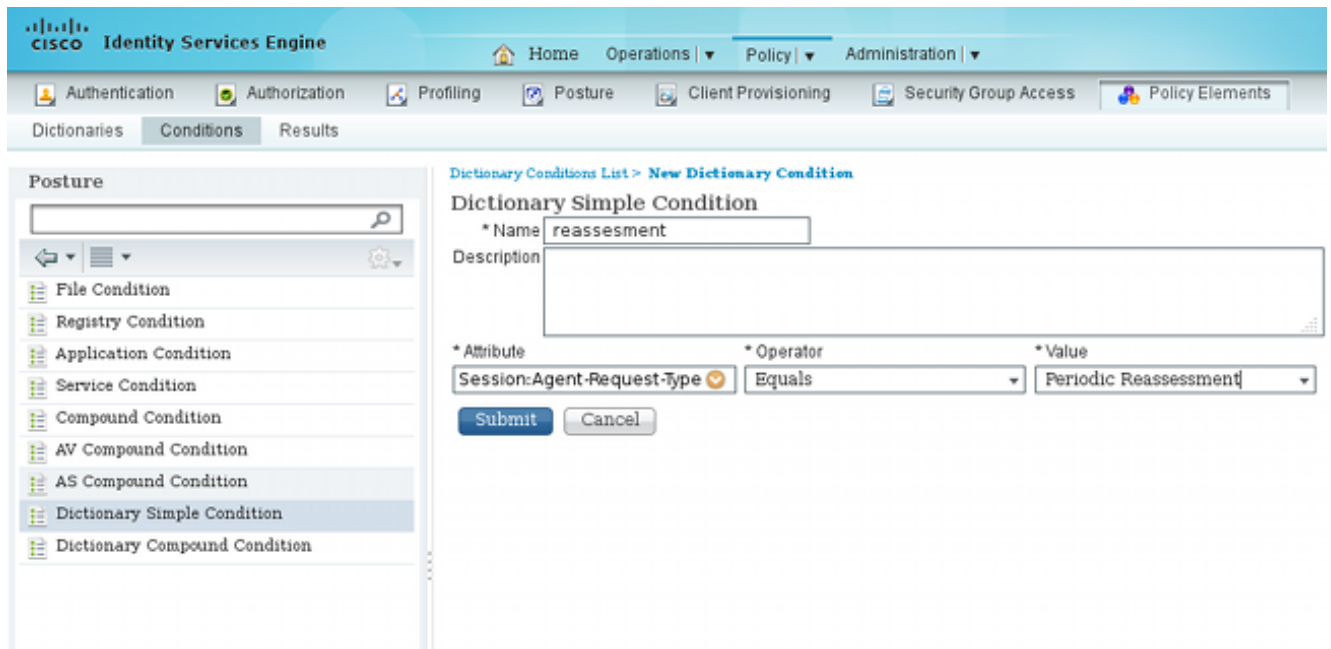 CISCO Identity Services Engine
Home Operations | Policy | Administration |
Authentication Authorization Profiling Posture Client Provisioning Security Group Access Policy Elements
Dictionaries Conditions Results
Posture
File Condition
Registry Condition
Application Condition
Service Condition
Compound Condition
AV Compound Condition
AS Compound Condition
Dictionary Simple Condition
Dictionary Compound Condition
Dictionary Conditions List > New Dictionary Condition
Dictionary Simple Condition
* Name reassesment
Description
* Attribute * Operator * Value
Session:Agent-Request-Type Equals Periodic Reassessment
Submit Cancel